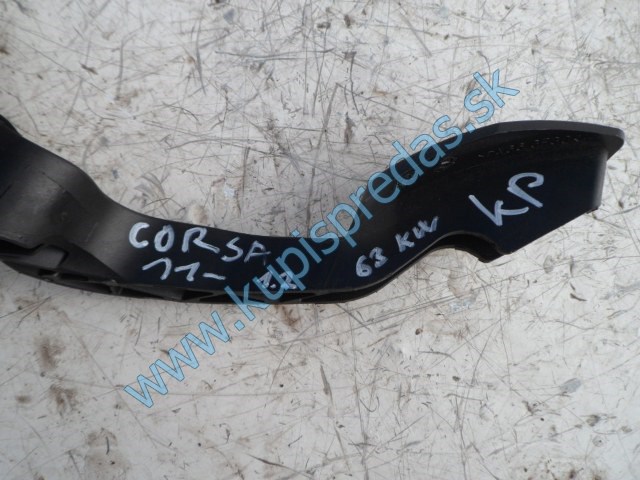 CORSA
11-
63 KW
KP
www.kupispredas.sk